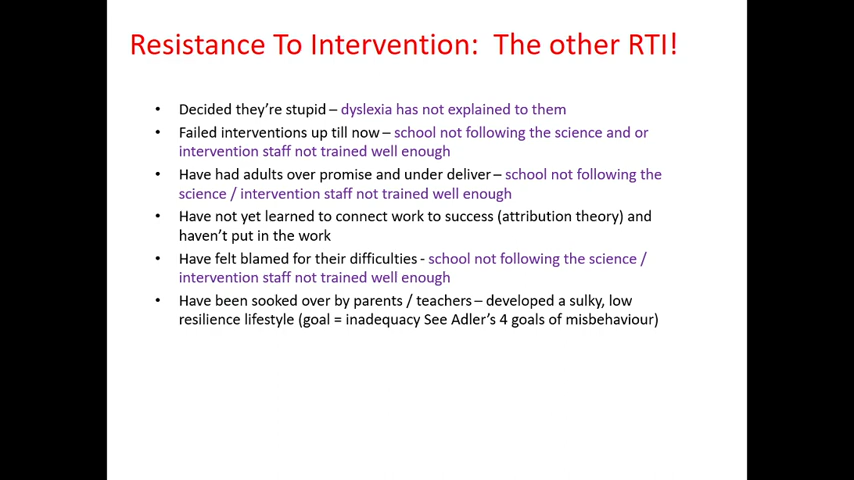 Resistance To Intervention:  The other RTI!
• Decided they're stupid – dyslexia has not explained to them
• Failed interventions up till now – school not following the science and or
intervention staff not trained well enough
• Have had adults over promise and under deliver – school not following the
science / intervention staff not trained well enough
• Have not yet learned to connect work to success (attribution theory) and
haven't put in the work
• Have felt blamed for their difficulties - school not following the science /
intervention staff not trained well enough
• Have been sooked over by parents / teachers – developed a sulky, low
resilience lifestyle (goal = inadequacy See Adler's 4 goals of misbehaviour)